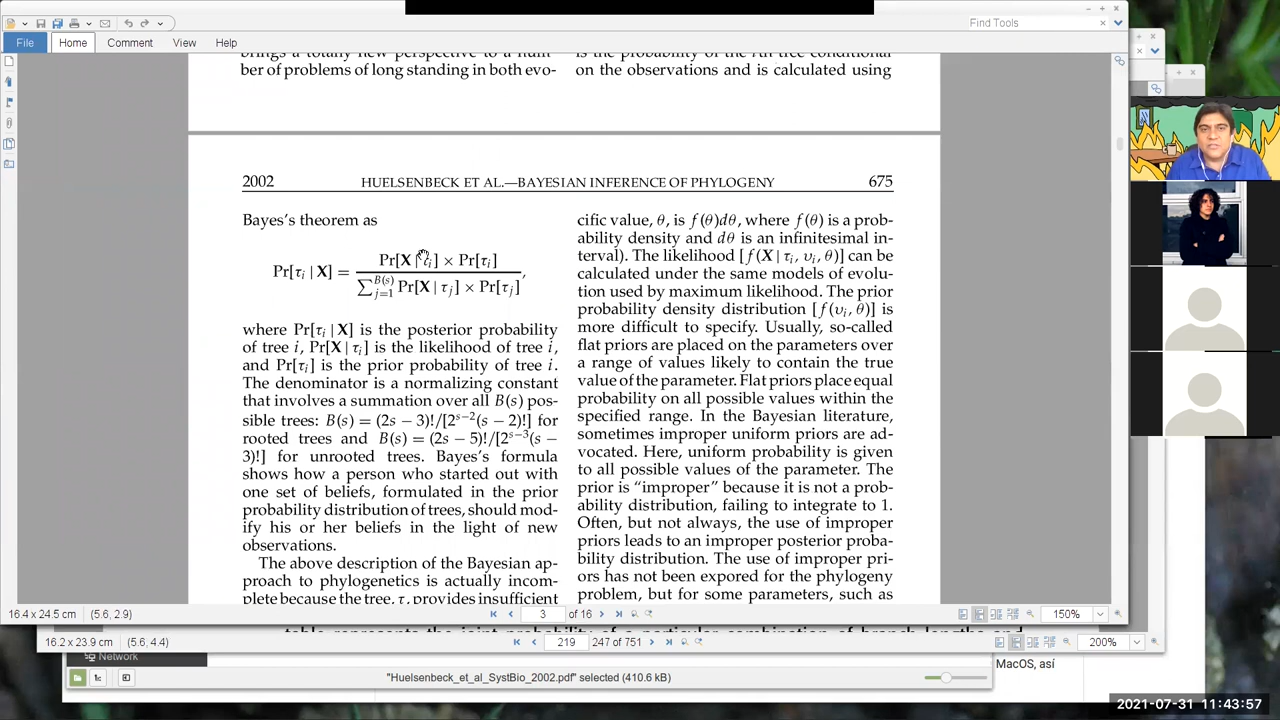 Find Tools
File Home Comment View Help
ber of problems of long standing in both evo-
on the observations and is calculated using
2002 HUELSENBECK ET AL.—BAYESIAN INFERENCE OF PHYLOGENY 675
Bayes's theorem as
Pr[τi | X] = Pr[X | τi] × Pr[τi] / ∑ B(s) j=1 Pr[X | τj] × Pr[τj],
where Pr[τi | X] is the posterior probability
of tree i, Pr[X | τi] is the likelihood of tree i,
and Pr[τi] is the prior probability of tree i.
The denominator is a normalizing constant
that involves a summation over all B(s) pos-
sible trees: B(s) = (2s − 3)!/[2^s−2(s − 2)!] for
rooted trees and B(s) = (2s − 5)!/[2^s−3(s −
3)!] for unrooted trees. Bayes's formula
shows how a person who started out with
one set of beliefs, formulated in the prior
probability distribution of trees, should mod-
ify his or her beliefs in the light of new
observations.
The above description of the Bayesian ap-
proach to phylogenetics is actually incom-
plete because the tree, τ, provides insufficient
cific value, θ, is f(θ)dθ, where f(θ) is a prob-
ability density and dθ is an infinitesimal in-
terval). The likelihood [f(X | τi, υi, θ)] can be
calculated under the same models of evolu-
tion used by maximum likelihood. The prior
probability density distribution [f(υi, θ)] is
more difficult to specify. Usually, so-called
flat priors are placed on the parameters over
a range of values likely to contain the true
value of the parameter. Flat priors place equal
probability on all possible values within the
specified range. In the Bayesian literature,
sometimes improper uniform priors are ad-
vocated. Here, uniform probability is given
to all possible values of the parameter. The
prior is “improper” because it is not a prob-
ability distribution, failing to integrate to 1.
Often, but not always, the use of improper
priors leads to an improper posterior proba-
bility distribution. The use of improper pri-
ors has not been expored for the phylogeny
problem, but for some parameters, such as
16.4 x 24.5 cm (5.6, 2.9) 3 of 16 150%
16.2 x 23.9 cm (5.6, 4.4) 219 247 of 751 200%
Network
MacOS, así
"Huelsenbeck_et_al_SystBio_2002.pdf" selected (410.6 kB)
2021-07-31 11:43:57